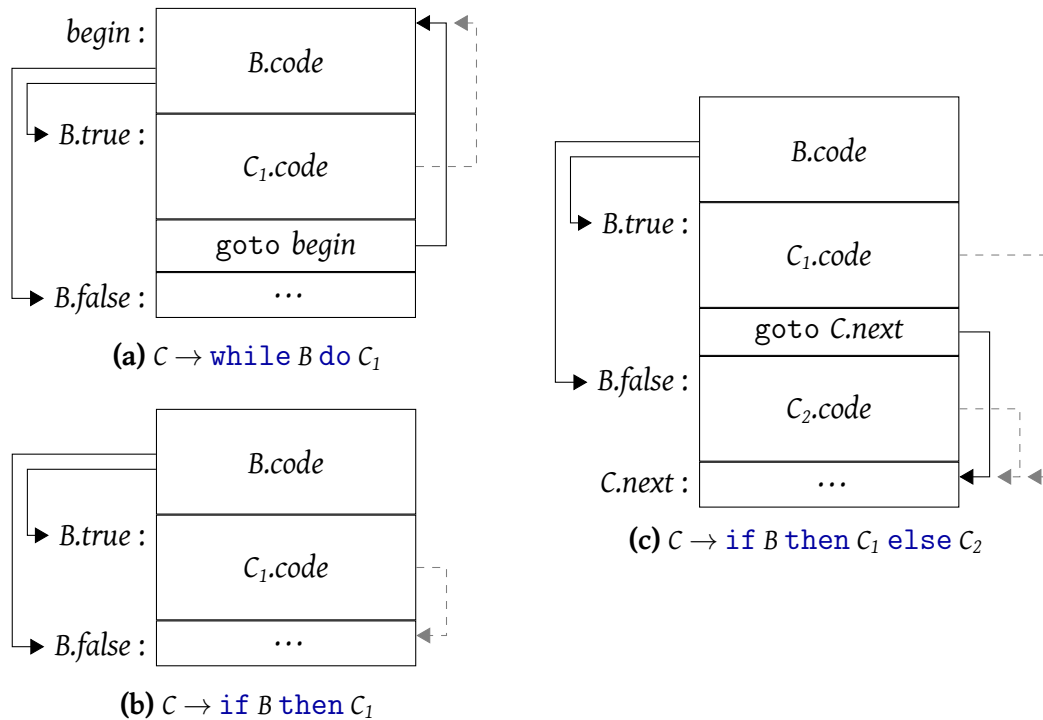 begin :
B.code
B.true :
C₁.code
goto begin
B.false :
...
(a) C → while B do C₁
B.code
B.true :
C₁.code
B.false :
...
(b) C → if B then C₁
B.code
B.true :
C₁.code
goto C.next
B.false :
C₂.code
C.next :
...
(c) C → if B then C₁ else C₂